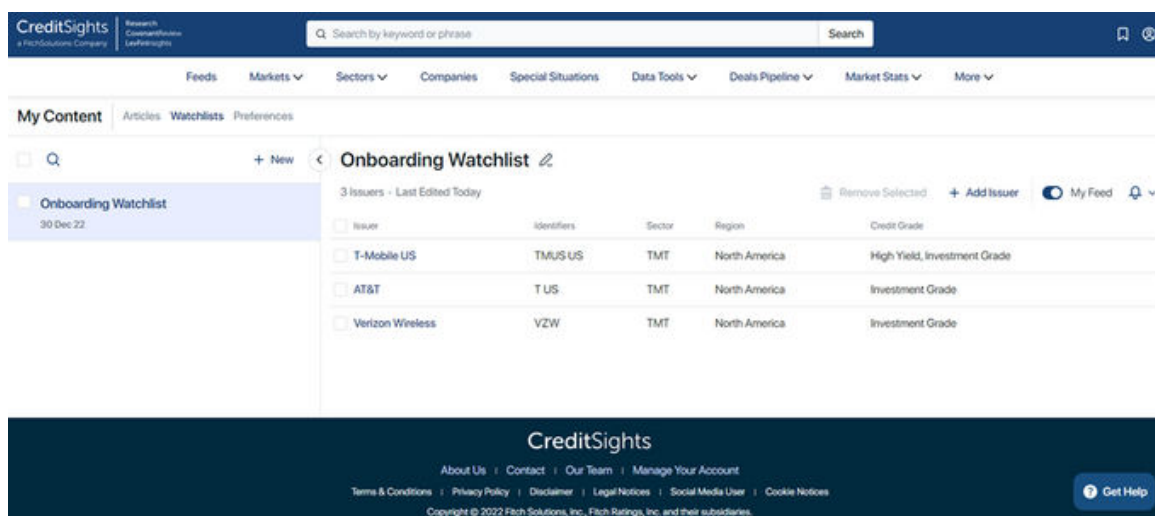 CreditSights
a FitchSolutions Company
Research
CovenantReview
LevFinInsights
Search by keyword or phrase
Search
Feeds Markets Sectors Companies Special Situations Data Tools Deals Pipeline Market Stats More
My Content Articles Watchlists Preferences
+ New
Onboarding Watchlist
30 Dec 22
Onboarding Watchlist
3 Issuers - Last Edited Today
Remove Selected + Add Issuer My Feed
Issuer Identifiers Sector Region Credit Grade
T-Mobile US TMUS US TMT North America High Yield, Investment Grade
AT&T T US TMT North America Investment Grade
Verizon Wireless VZW TMT North America Investment Grade
CreditSights
About Us | Contact | Our Team | Manage Your Account
Terms & Conditions | Privacy Policy | Disclaimer | Legal Notices | Social Media User | Cookie Notices
Copyright © 2022 Fitch Solutions, Inc., Fitch Ratings, Inc. and their subsidiaries.
Get Help